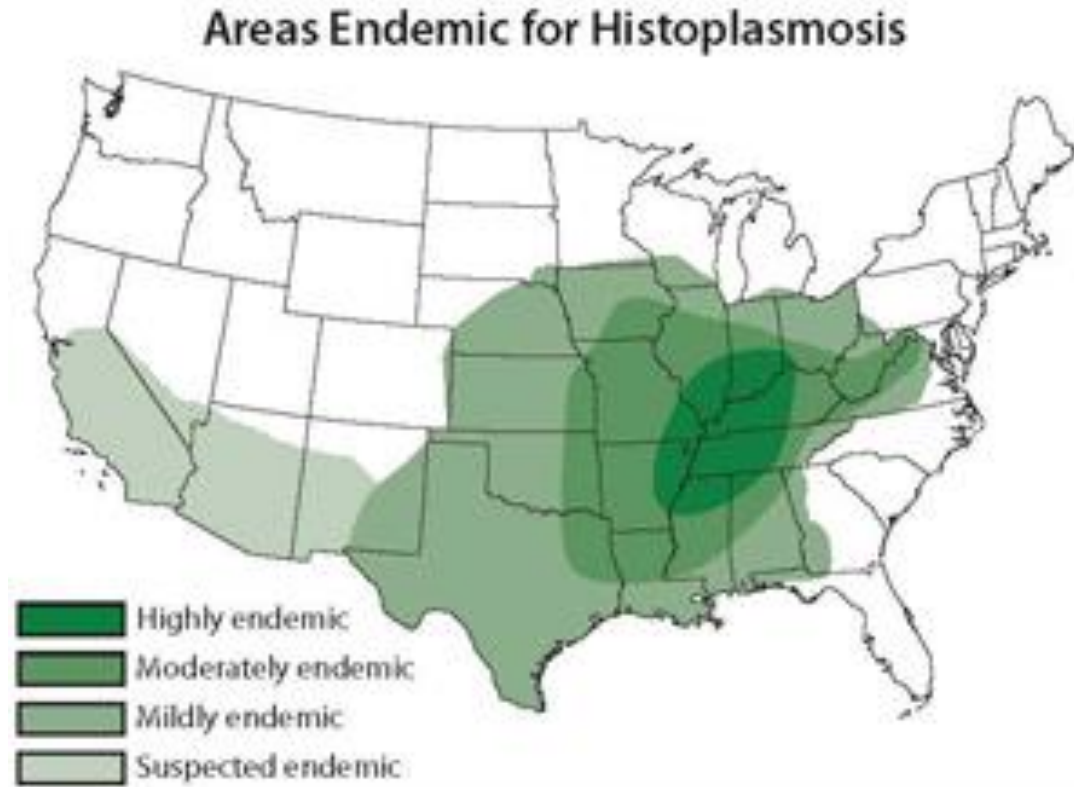 Areas Endemic for Histoplasmosis
Highly endemic
Moderately endemic
Mildly endemic
Suspected endemic